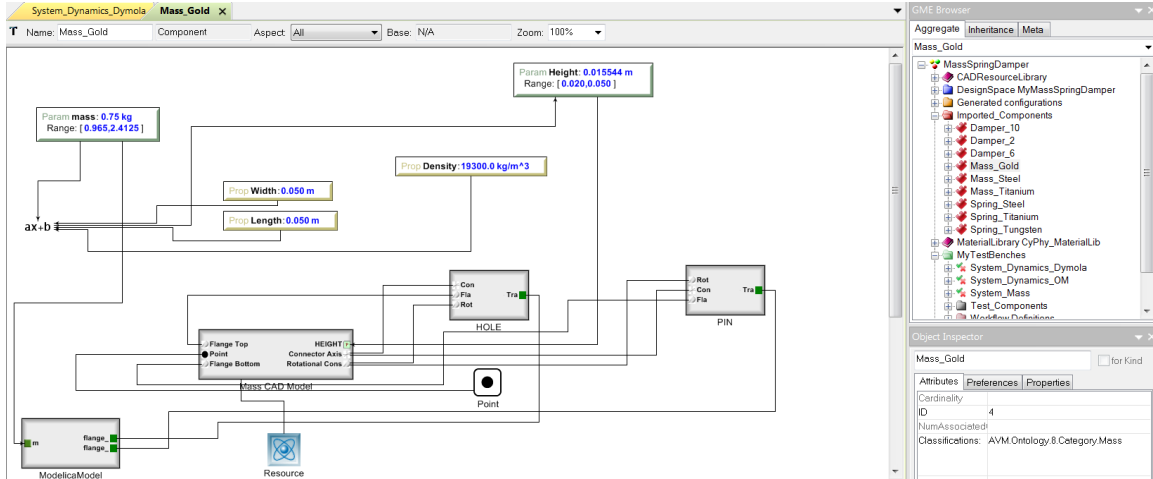 System_Dynamics_Dymola Mass_Gold
T Name: Mass_Gold Component Aspect: All Base: N/A Zoom: 100%
Param Height: 0.015544 m
Range: [ 0.020,0.050 ]
Param mass: 0.75 kg
Range: [ 0.965,2.4125 ]
Prop Density: 19300.0 kg/m^3
Prop Width: 0.050 m
Prop Length: 0.050 m
ax+b
Con
Fla
Rot
Tra
HOLE
Rot
Con
Fla
Tra
PIN
Flange Top
Point
Flange Bottom
HEIGHT
Connector Axis
Rotational Cons
Mass CAD Model
Point
m
flange_
flange_
ModelicaModel
Resource
GME Browser
Aggregate Inheritance Meta
Mass_Gold
MassSpringDamper
CADResourceLibrary
DesignSpace MyMassSpringDamper
Generated configurations
Imported_Components
Damper_10
Damper_2
Damper_6
Mass_Gold
Mass_Steel
Mass_Titanium
Spring_Steel
Spring_Titanium
Spring_Tungsten
MaterialLibrary CyPhy_MaterialLib
MyTestBenches
System_Dynamics_Dymola
System_Dynamics_OM
System_Mass
Test_Components
Workflow Definitions
Object Inspector
Mass_Gold for Kind
Attributes Preferences Properties
Cardinality
ID 4
NumAssociated
Classifications: AVM.Ontology.8.Category.Mass